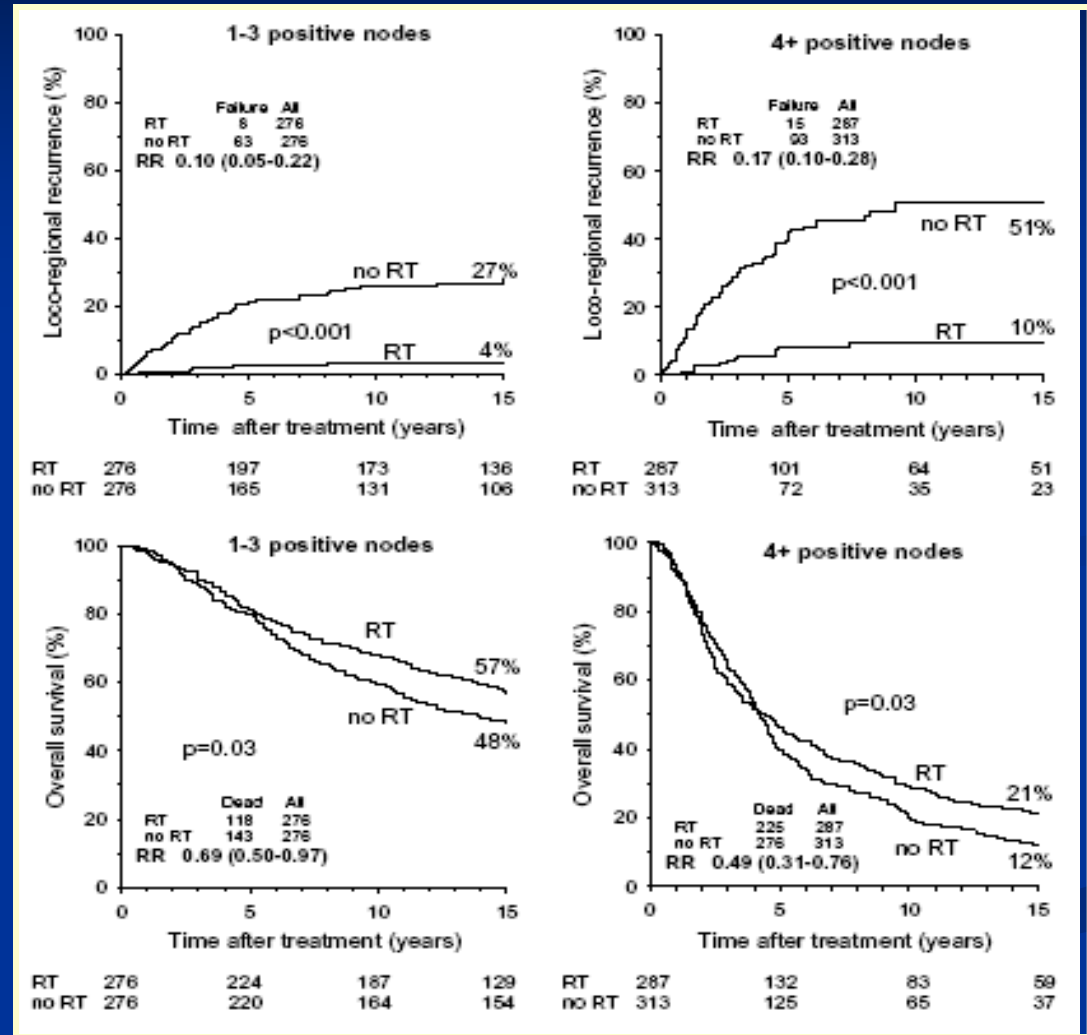 1-3 positive nodes
Loco-regional recurrence (%)
100
80
60
40
20
0
Failure All
RT 8 276
no RT 63 276
RR 0.10 (0.05-0.22)
no RT 27%
p<0.001
RT 4%
0 5 10 15
Time after treatment (years)
RT 276 197 173 136
no RT 276 165 131 106
4+ positive nodes
Loco-regional recurrence (%)
100
80
60
40
20
0
Failure All
RT 15 287
no RT 93 313
RR 0.17 (0.10-0.28)
no RT 51%
p<0.001
RT 10%
0 5 10 15
Time after treatment (years)
RT 287 101 64 51
no RT 313 72 35 23
1-3 positive nodes
Overall survival (%)
100
80
60
40
20
0
RT
57%
no RT
48%
p=0.03
Dead All
RT 118 276
no RT 143 276
RR 0.69 (0.50-0.97)
0 5 10 15
Time after treatment (years)
RT 276 224 187 129
no RT 276 220 164 154
4+ positive nodes
Overall survival (%)
100
80
60
40
20
0
p=0.03
RT
21%
Dead All
RT 225 287
no RT 276 313
RR 0.49 (0.31-0.76)
no RT
12%
0 5 10 15
Time after treatment (years)
RT 287 132 83 59
no RT 313 125 65 37